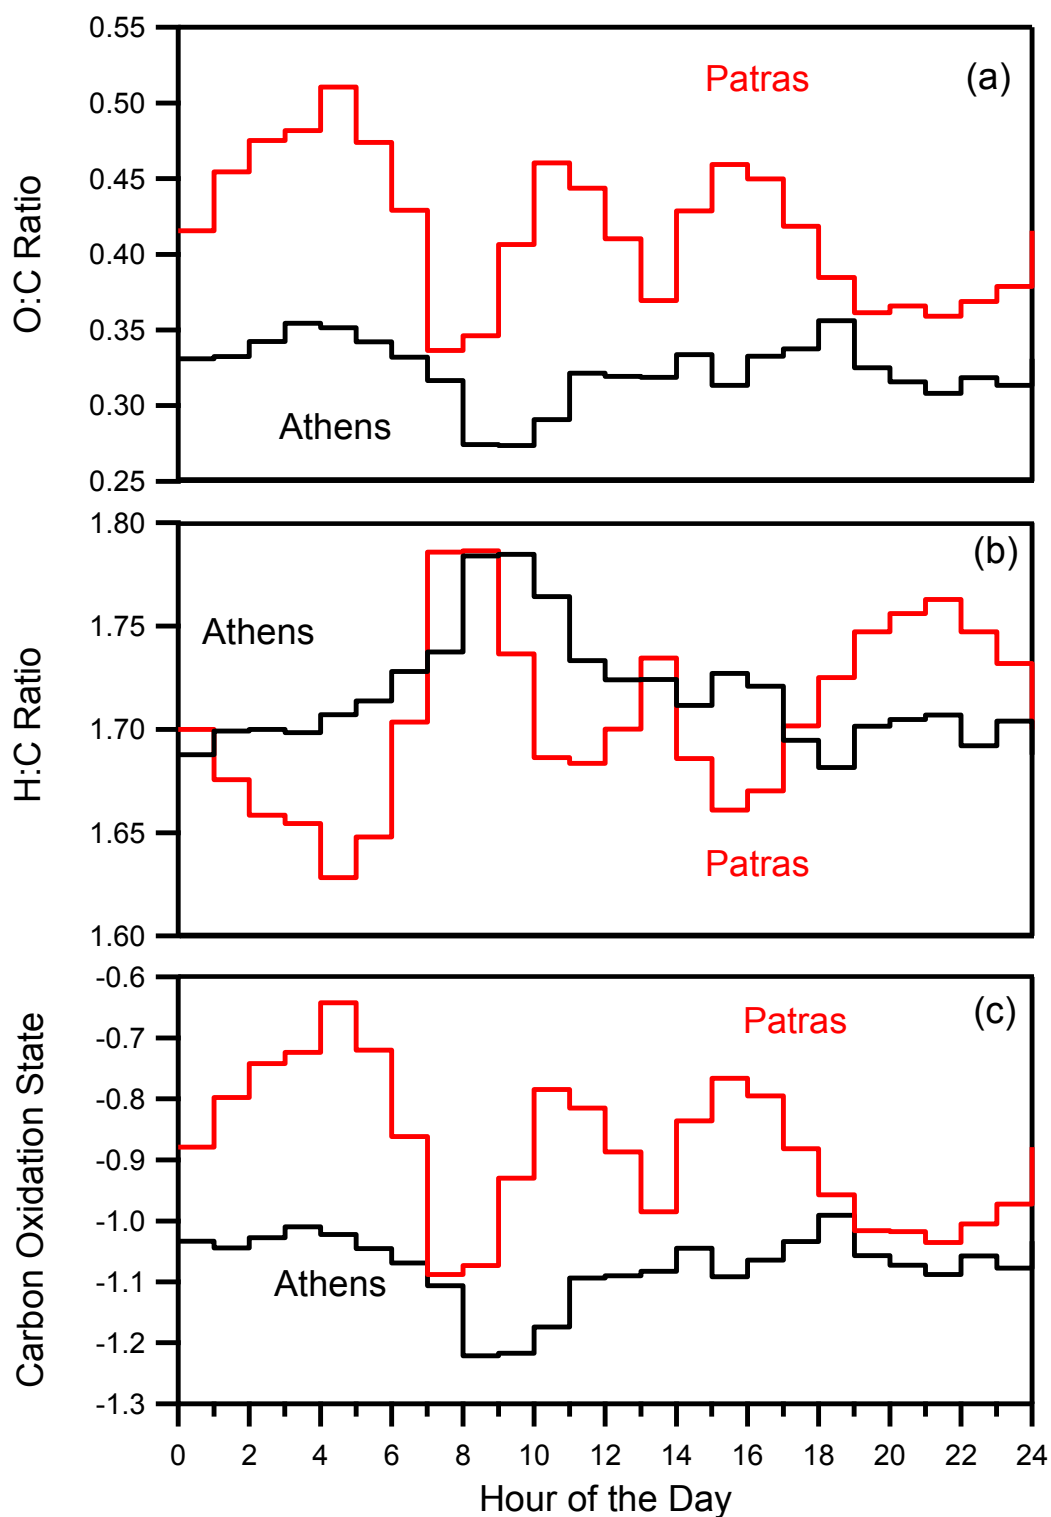 0.55
0.50
0.45
0.40
0.35
0.30
0.25
O:C Ratio
Patras
(a)
Athens
1.80
1.75
1.70
1.65
1.60
H:C Ratio
(b)
Athens
Patras
-0.6
-0.7
-0.8
-0.9
-1.0
-1.1
-1.2
-1.3
Carbon Oxidation State
Patras
(c)
Athens
0 2 4 6 8 10 12 14 16 18 20 22 24
Hour of the Day